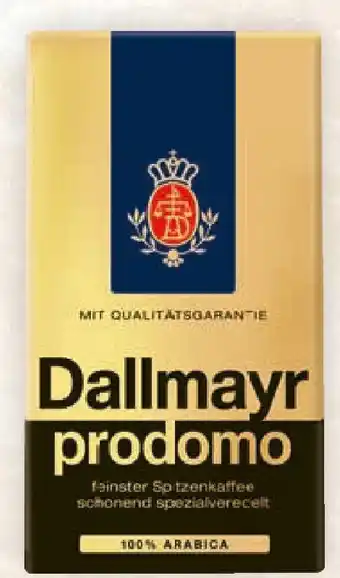 MIT QUALITÄTSGARANTIE
Dallmayr
prodomo
feinster Spitzenkaffee
schonend spezialveredelt
100% ARABICA